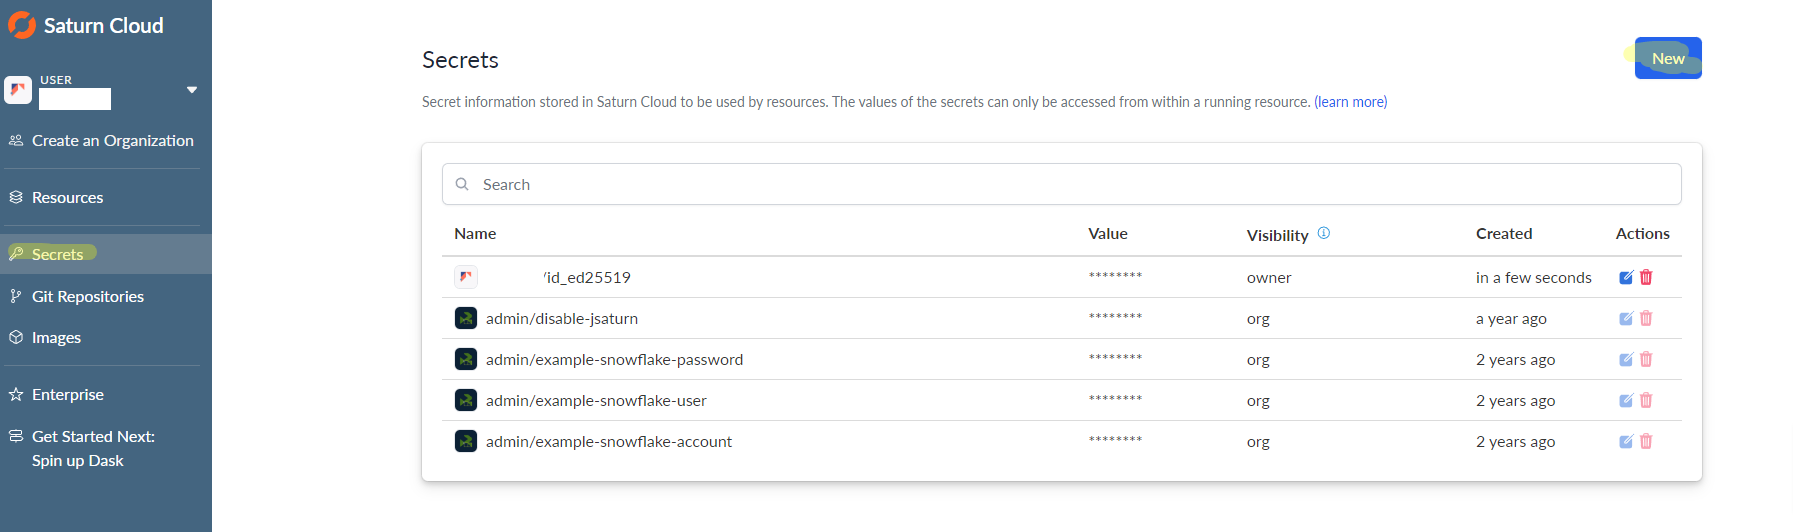 Saturn Cloud
USER
Create an Organization
Resources
Secrets
Git Repositories
Images
Enterprise
Get Started Next:
Spin up Dask
Secrets
New
Secret information stored in Saturn Cloud to be used by resources. The values of the secrets can only be accessed from within a running resource. (learn more)
Search
Name Value Visibility Created Actions
/id_ed25519 ******** owner in a few seconds
admin/disable-jsaturn ******** org a year ago
admin/example-snowflake-password ******** org 2 years ago
admin/example-snowflake-user ******** org 2 years ago
admin/example-snowflake-account ******** org 2 years ago